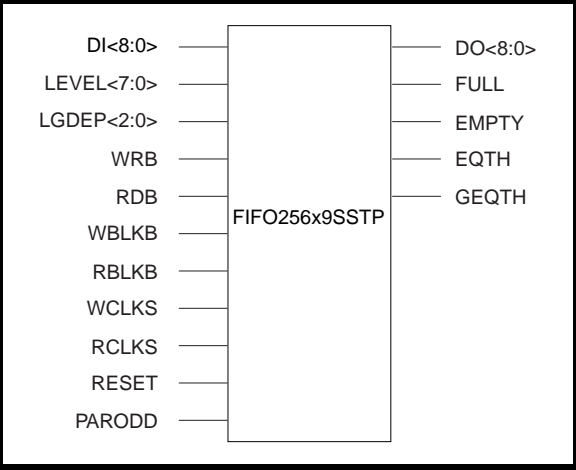 DI<8:0>
DO<8:0>
LEVEL<7:0>
FULL
LGDEP<2:0>
EMPTY
WRB
EQTH
RDB
GEQTH
FIFO256x9SSTP
WBLKB
RBLKB
WCLKS
RCLKS
RESET
PARODD